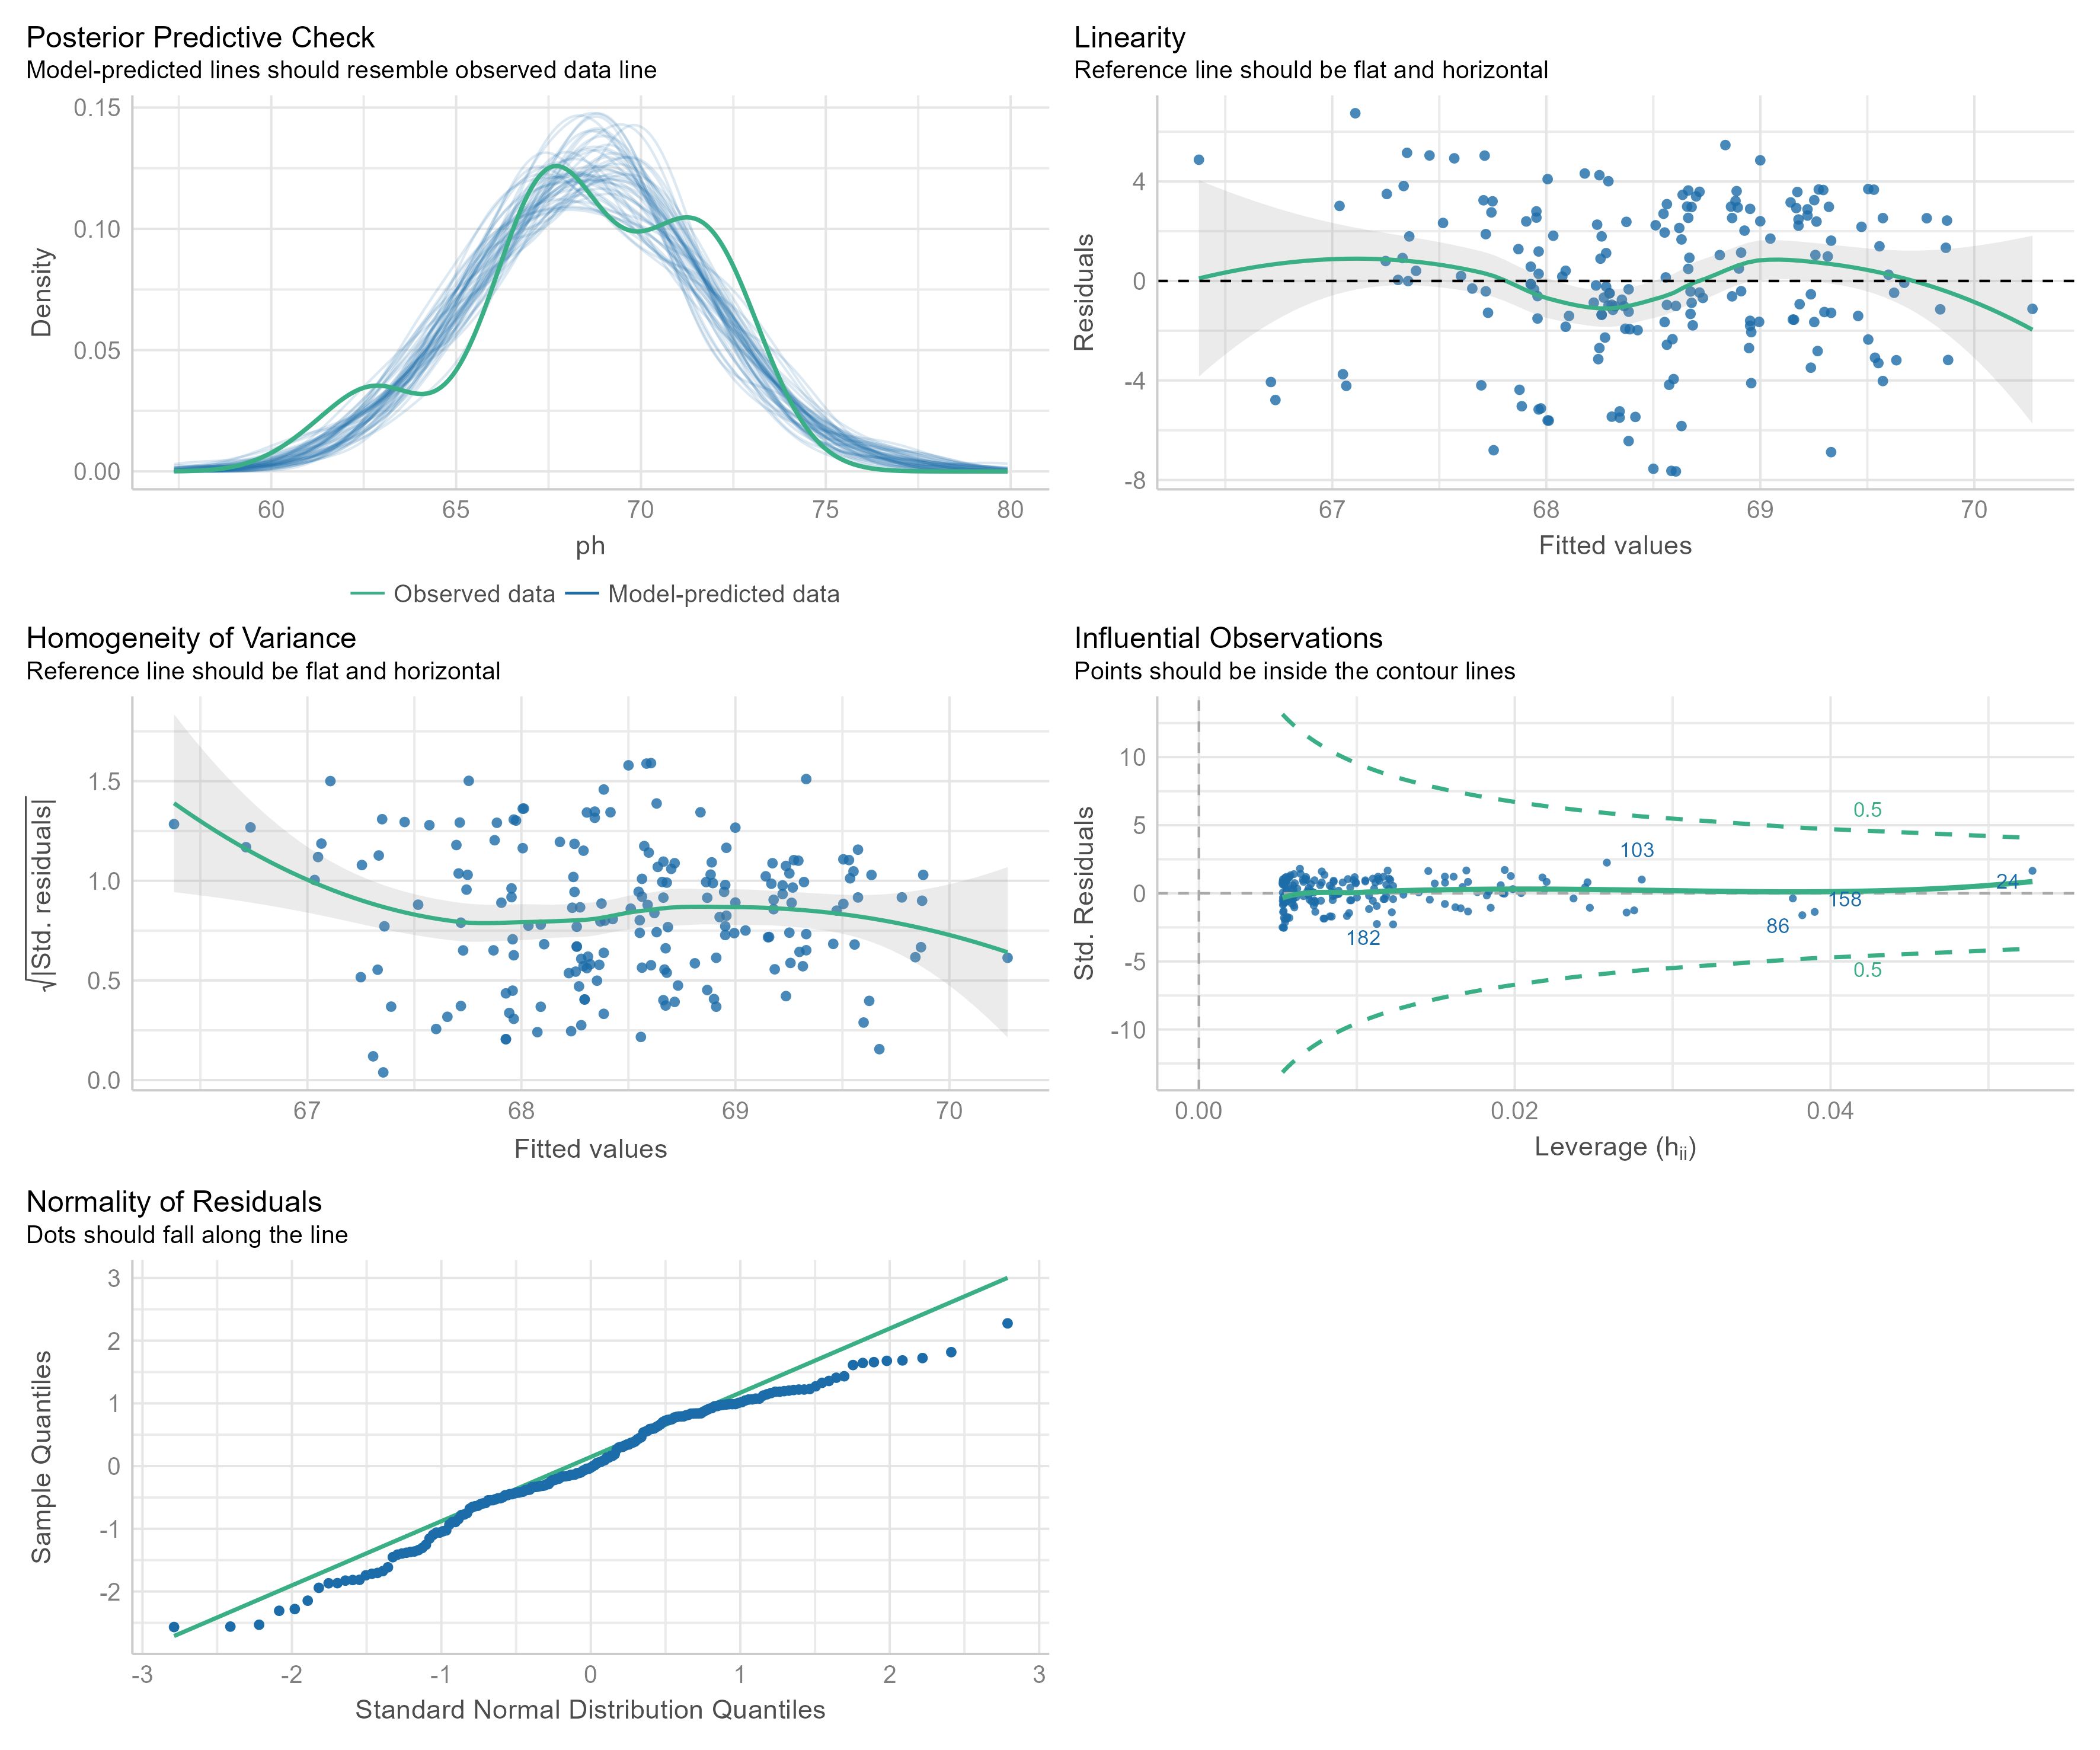 Posterior Predictive Check
Model-predicted lines should resemble observed data line
0.15
0.10
0.05
0.00
Density
60 65 70 75 80
ph
Observed data Model-predicted data
Linearity
Reference line should be flat and horizontal
4
0
-4
-8
Residuals
67 68 69 70
Fitted values
Homogeneity of Variance
Reference line should be flat and horizontal
1.5
1.0
0.5
0.0
√|Std. residuals|
67 68 69 70
Fitted values
Influential Observations
Points should be inside the contour lines
10
5
0
-5
-10
Std. Residuals
0.5
103
24
158
86
182
0.5
0.00 0.02 0.04
Leverage (hᵢᵢ)
Normality of Residuals
Dots should fall along the line
3
2
1
0
-1
-2
Sample Quantiles
-3 -2 -1 0 1 2 3
Standard Normal Distribution Quantiles